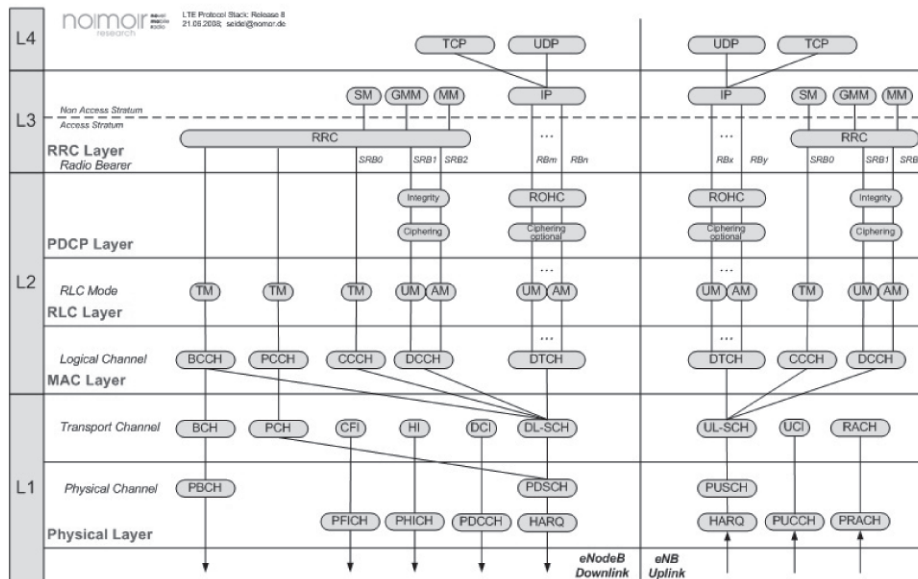 nomor novel mobile radio research
LTE Protocol Stack: Release 8
21.05.2008; seidel@nomor.de
L4
TCP UDP UDP TCP
SM GMM MM IP IP SM GMM MM
Non Access Stratum
L3
Access Stratum
RRC ... ... RRC
RRC Layer
Radio Bearer SRB0 SRB1 SRB2 RBm RBn RBx RBy SRB0 SRB1 SRB
Integrity ROHC ROHC Integrity
Ciphering Ciphering optional Ciphering optional Ciphering
PDCP Layer
L2
... ...
RLC Mode TM TM TM UM AM UM AM UM AM TM UM AM
RLC Layer
... ...
Logical Channel BCCH PCCH CCCH DCCH DTCH DTCH CCCH DCCH
MAC Layer
Transport Channel BCH PCH CFI HI DCI DL-SCH UL-SCH UCI RACH
L1
Physical Channel PBCH PDSCH PUSCH
PFICH PHICH PDCCH HARQ HARQ PUCCH PRACH
Physical Layer
eNodeB eNB
Downlink Uplink